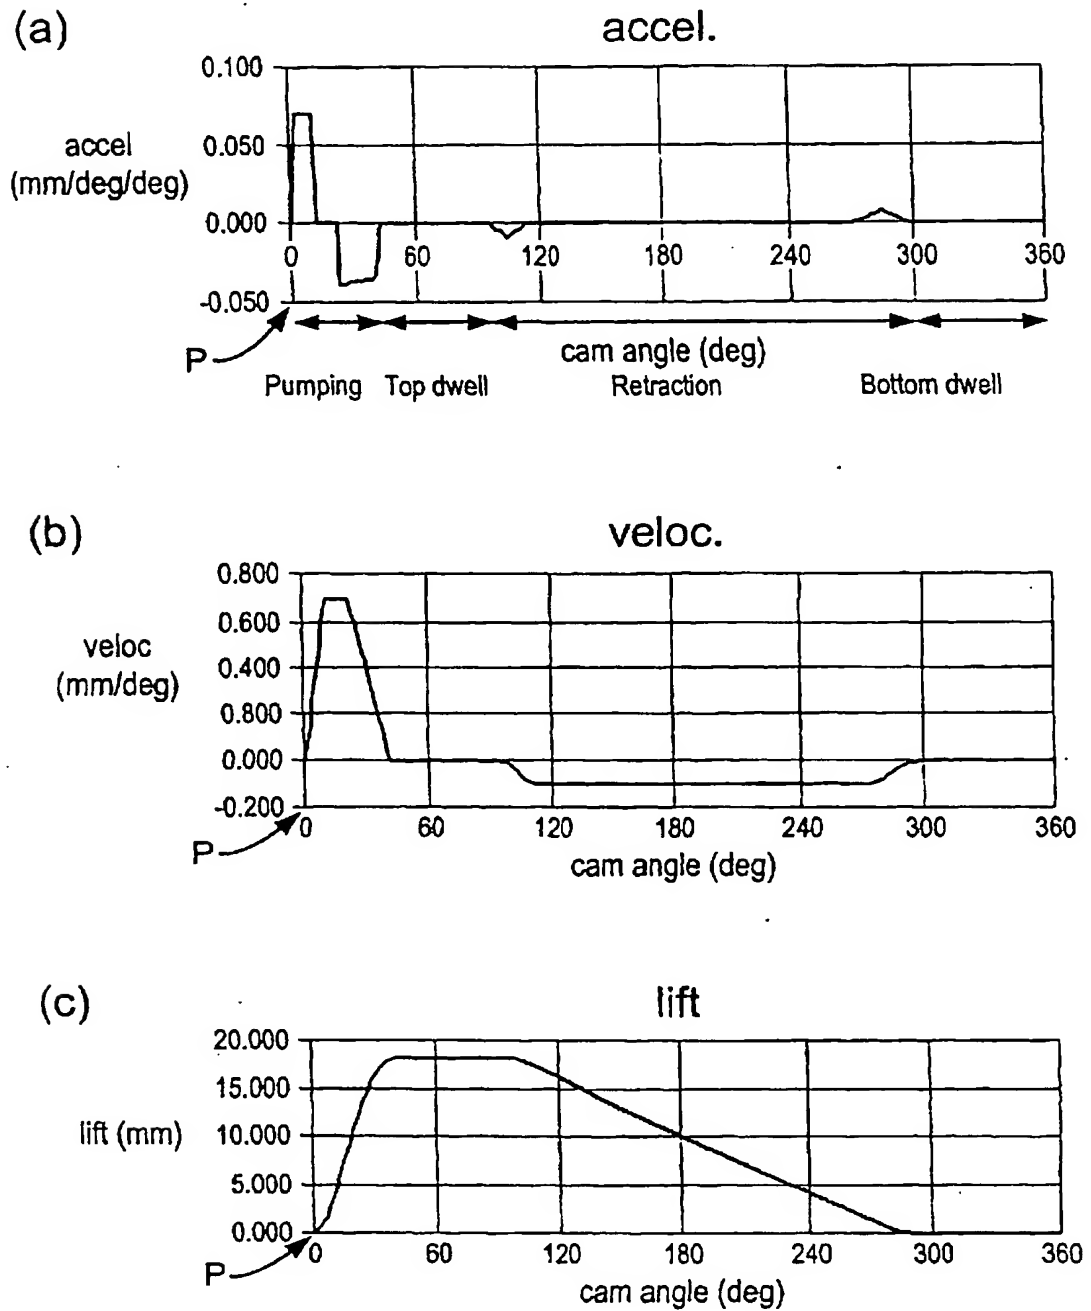 (a)
accel.
accel
(mm/deg/deg)
0.100
0.050
0.000
-0.050
0 60 120 180 240 300 360
P
cam angle (deg)
Pumping Top dwell Retraction Bottom dwell
(b)
veloc.
veloc
(mm/deg)
0.800
0.600
0.400
0.800
0.000
-0.200
0 60 120 180 240 300 360
P
cam angle (deg)
(c)
lift
lift (mm)
20.000
15.000
10.000
5.000
0.000
0 60 120 180 240 300 360
P
cam angle (deg)